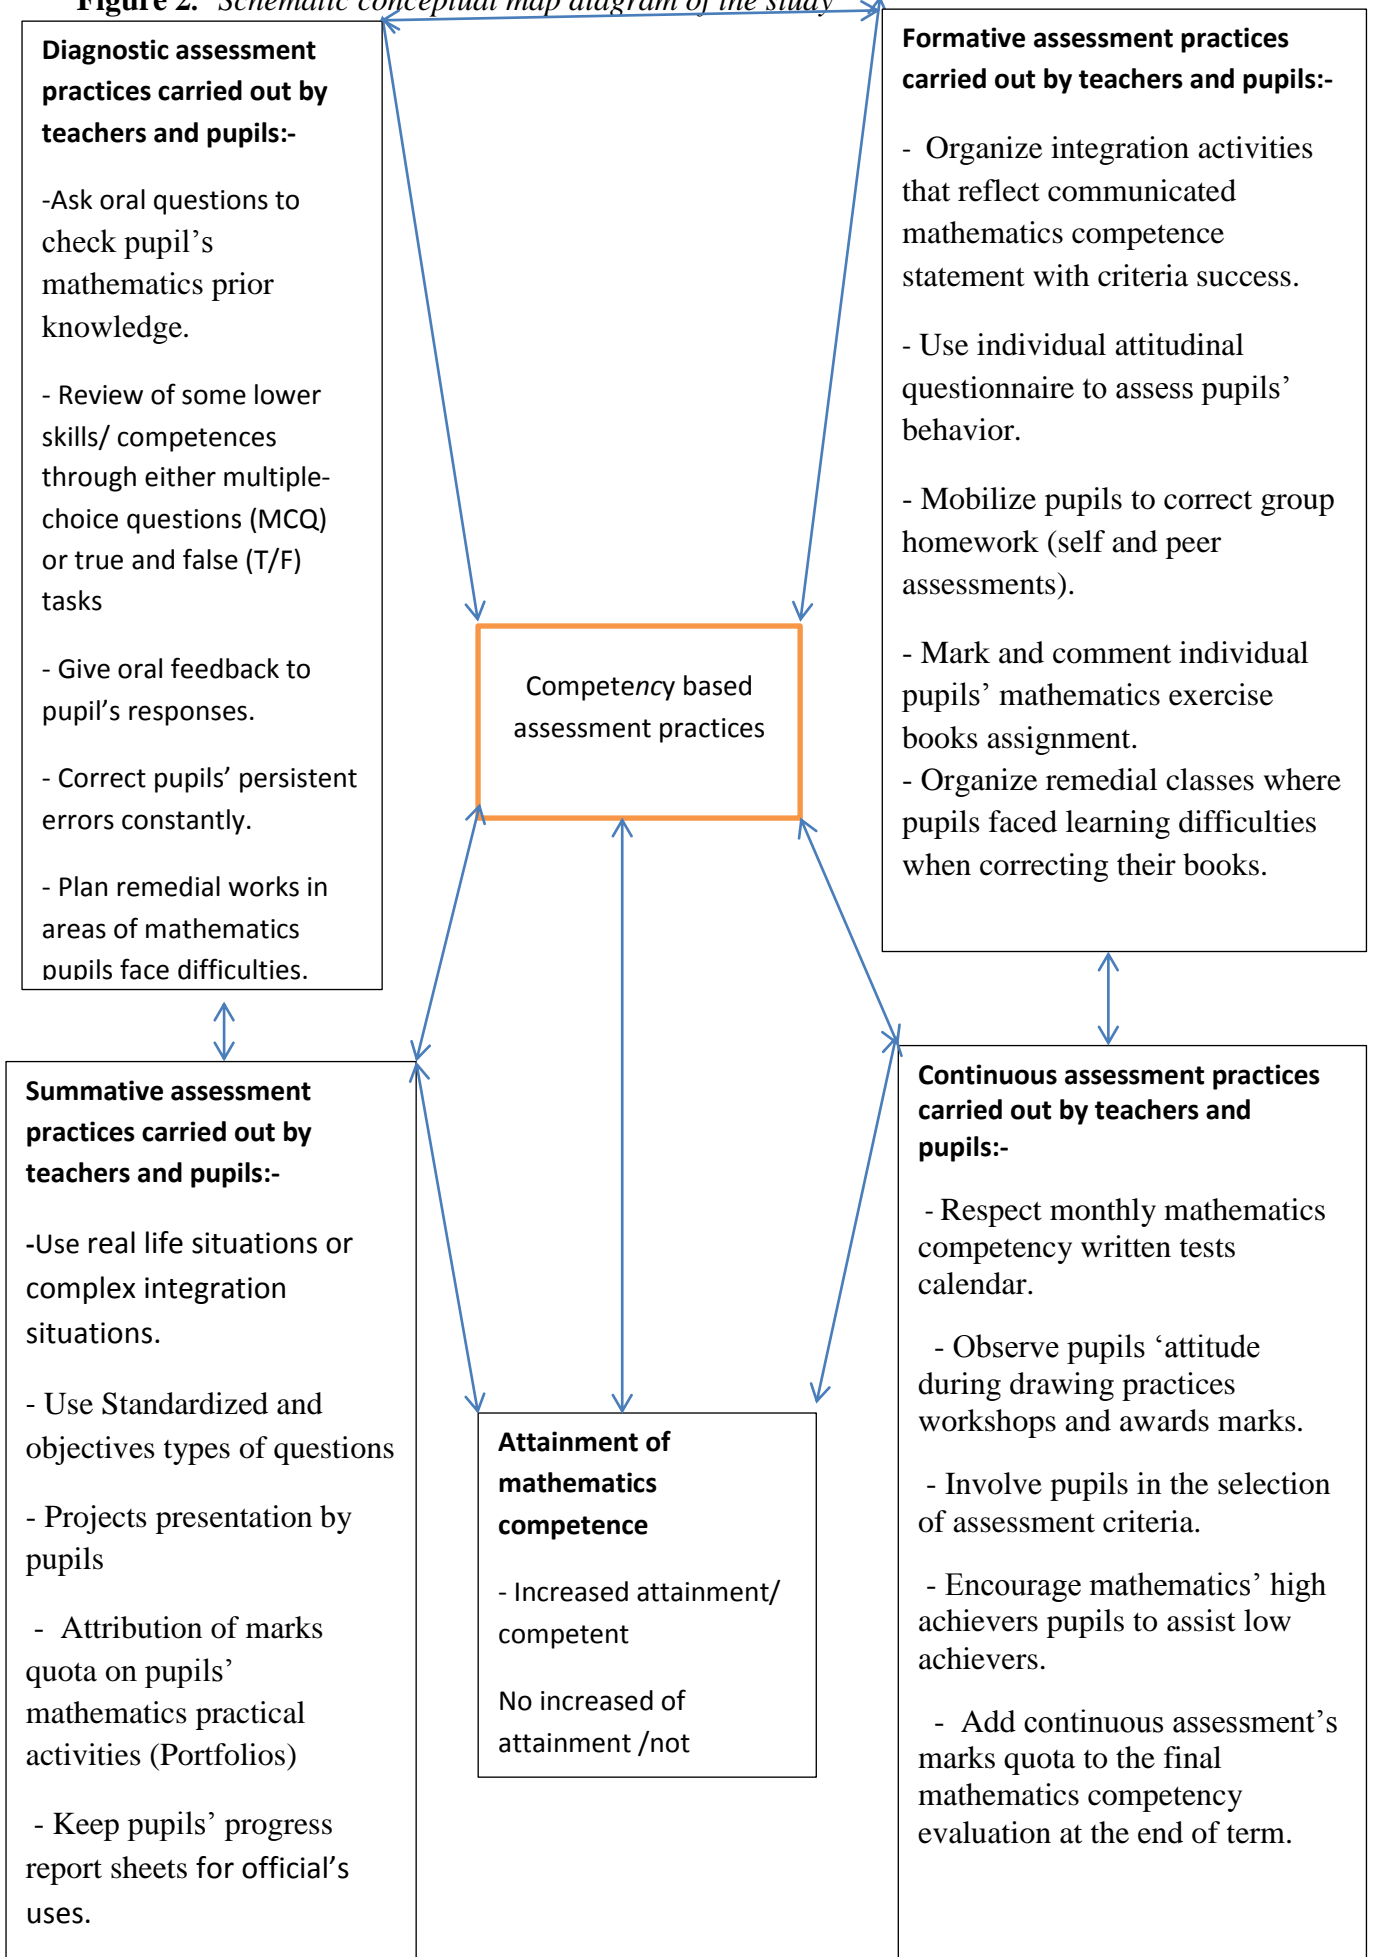 Figure 2. Schematic conceptual map diagram of the study
Diagnostic assessment
practices carried out by
teachers and pupils:-
-Ask oral questions to
check pupil’s
mathematics prior
knowledge.
- Review of some lower
skills/ competences
through either multiple-
choice questions (MCQ)
or true and false (T/F)
tasks
- Give oral feedback to
pupil’s responses.
- Correct pupils’ persistent
errors constantly.
- Plan remedial works in
areas of mathematics
pupils face difficulties.
Formative assessment practices
carried out by teachers and pupils:-
- Organize integration activities
that reflect communicated
mathematics competence
statement with criteria success.
- Use individual attitudinal
questionnaire to assess pupils’
behavior.
- Mobilize pupils to correct group
homework (self and peer
assessments).
- Mark and comment individual
pupils’ mathematics exercise
books assignment.
- Organize remedial classes where
pupils faced learning difficulties
when correcting their books.
Competency based
assessment practices
Summative assessment
practices carried out by
teachers and pupils:-
-Use real life situations or
complex integration
situations.
- Use Standardized and
objectives types of questions
- Projects presentation by
pupils
- Attribution of marks
quota on pupils’
mathematics practical
activities (Portfolios)
- Keep pupils’ progress
report sheets for official’s
uses.
Attainment of
mathematics
competence
- Increased attainment/
competent
No increased of
attainment /not
Continuous assessment practices
carried out by teachers and
pupils:-
- Respect monthly mathematics
competency written tests
calendar.
- Observe pupils ‘attitude
during drawing practices
workshops and awards marks.
- Involve pupils in the selection
of assessment criteria.
- Encourage mathematics’ high
achievers pupils to assist low
achievers.
- Add continuous assessment’s
marks quota to the final
mathematics competency
evaluation at the end of term.